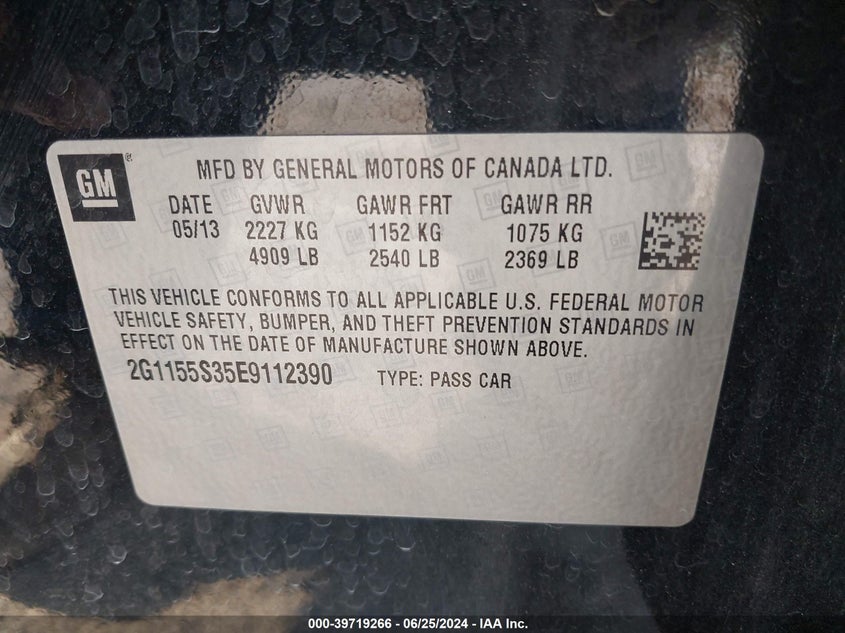 GM
®
MFD BY GENERAL MOTORS OF CANADA LTD.
DATE GVWR GAWR FRT GAWR RR
05/13 2227 KG 1152 KG 1075 KG
4909 LB 2540 LB 2369 LB
THIS VEHICLE CONFORMS TO ALL APPLICABLE U.S. FEDERAL MOTOR
VEHICLE SAFETY, BUMPER, AND THEFT PREVENTION STANDARDS IN
EFFECT ON THE DATE OF MANUFACTURE SHOWN ABOVE.
2G1155S35E9112390 TYPE: PASS CAR
000-39719266 - 06/25/2024 - IAA Inc.